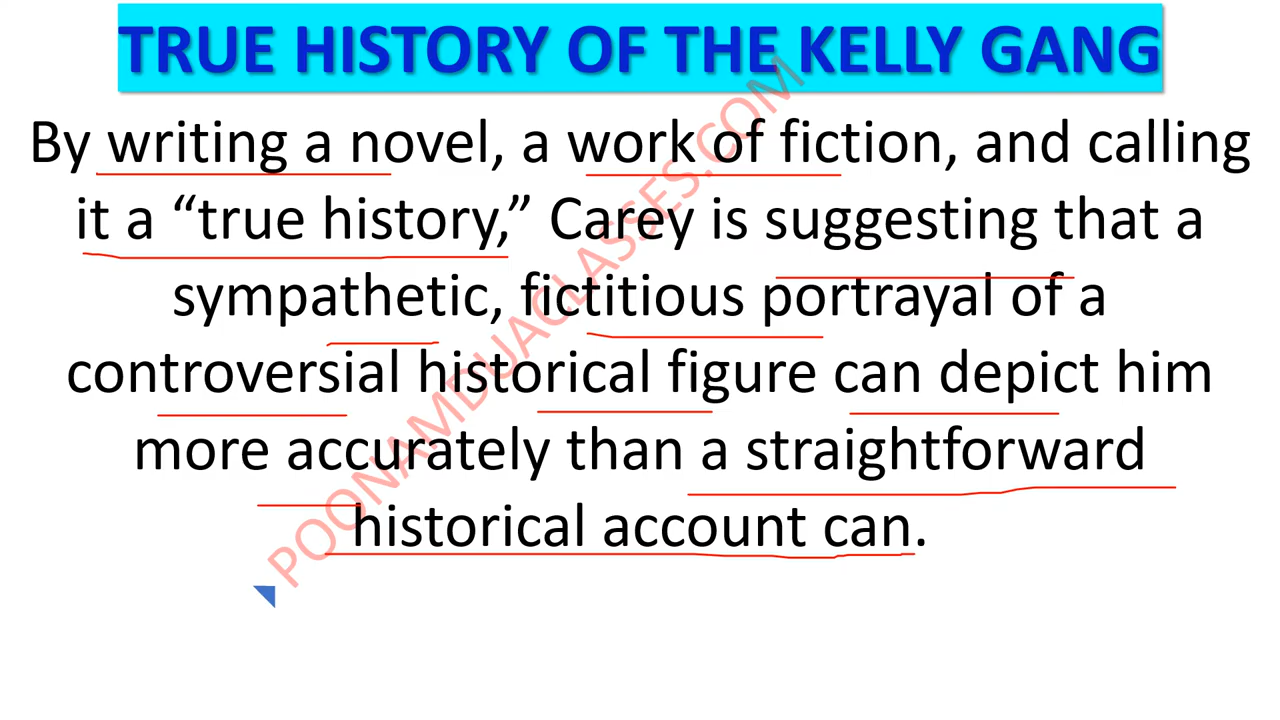 TRUE HISTORY OF THE KELLY GANG
By writing a novel, a work of fiction, and calling
it a “true history,” Carey is suggesting that a
sympathetic, fictitious portrayal of a
controversial historical figure can depict him
more accurately than a straightforward
historical account can.
POONAMDUACLASSES.COM